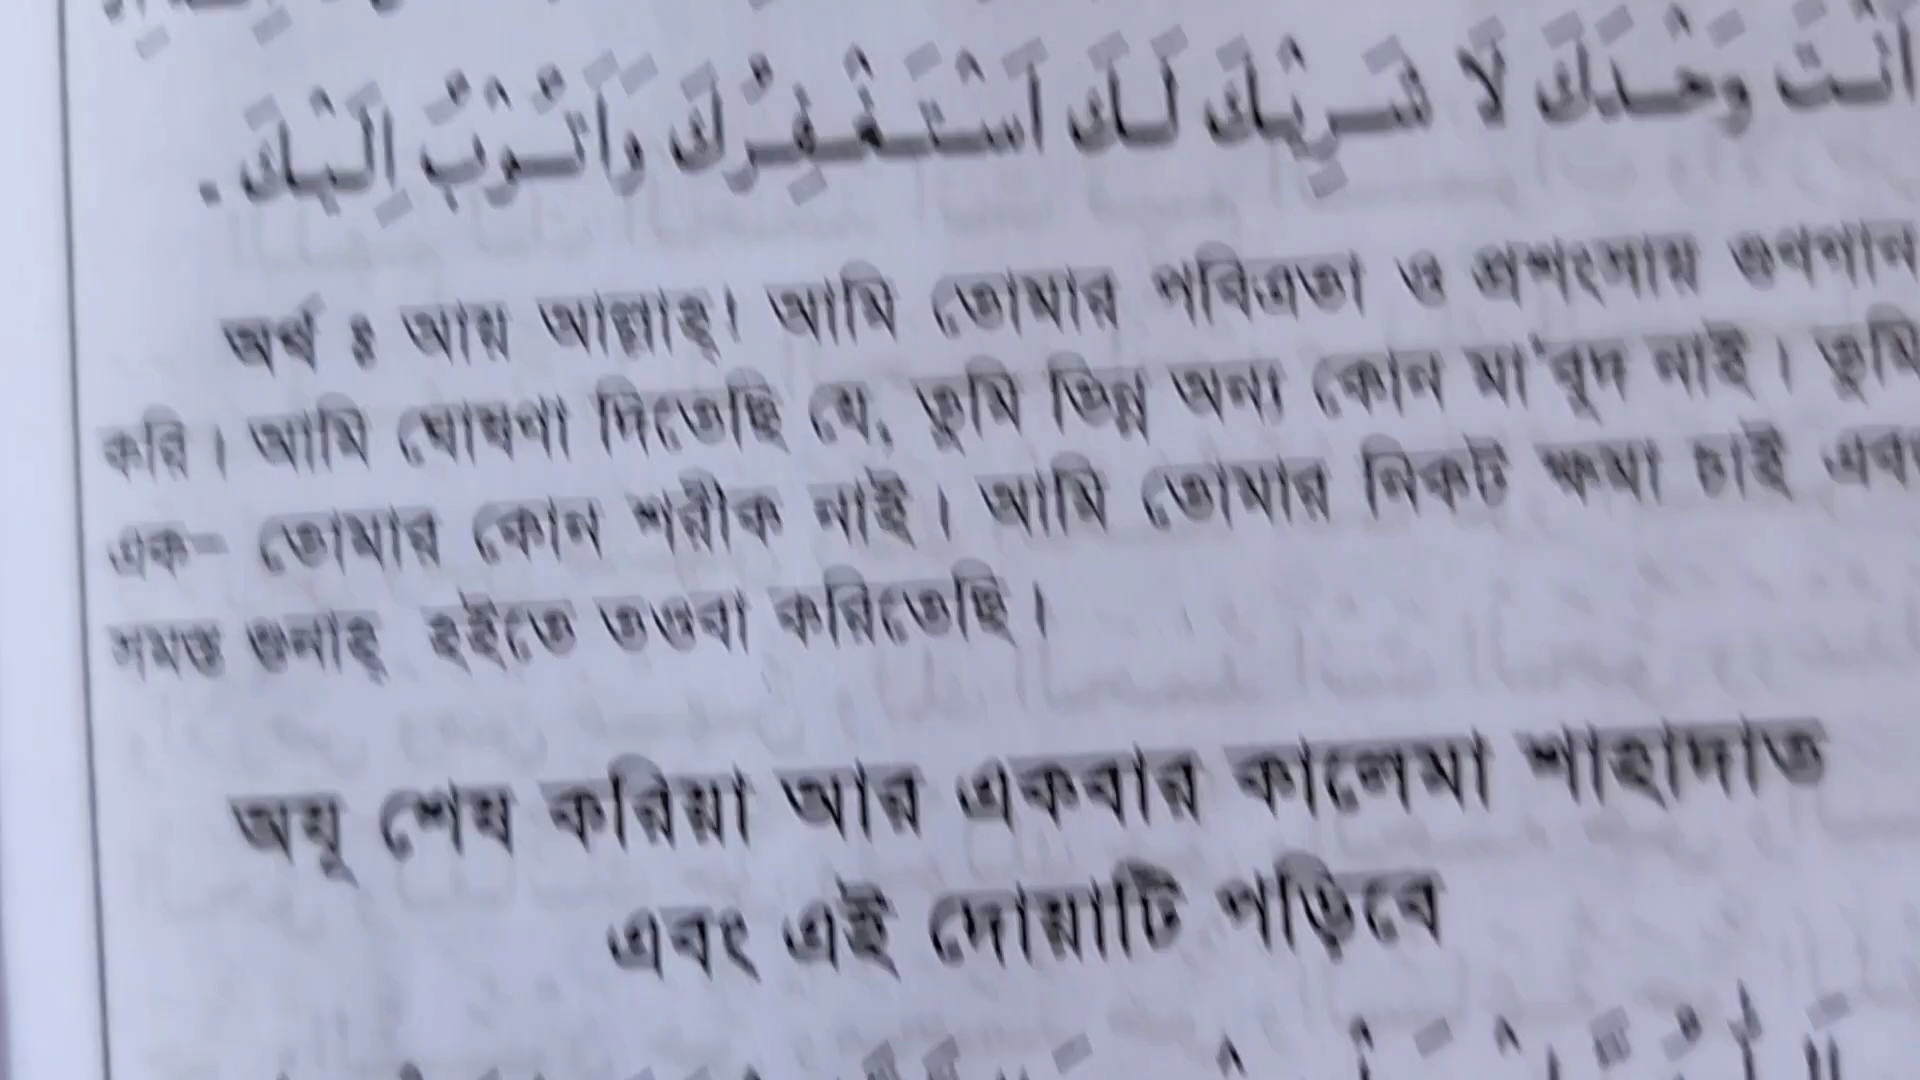 اَنْتَ وَحْدَكَ لَا شَرِيْكَ لَكَ اَسْتَغْفِرُكَ وَاَتُوْبُ اِلَيْكَ .
অর্থ ঃ আয় আল্লাহ্। আমি তোমার পবিত্রতা ও প্রশংসায় গুণগান
করি। আমি ঘোষণা দিতেছি যে, তুমি ভিন্ন অন্য কোন মা'বুদ নাই। তুমি
এক– তোমার কোন শরীক নাই। আমি তোমার নিকট ক্ষমা চাই এবং
সমস্ত গুনাহ্ হইতে তওবা করিতেছি।
অযু শেষ করিয়া আর একবার কালেমা শাহাদাত
এবং এই দোয়াটি পড়িবে